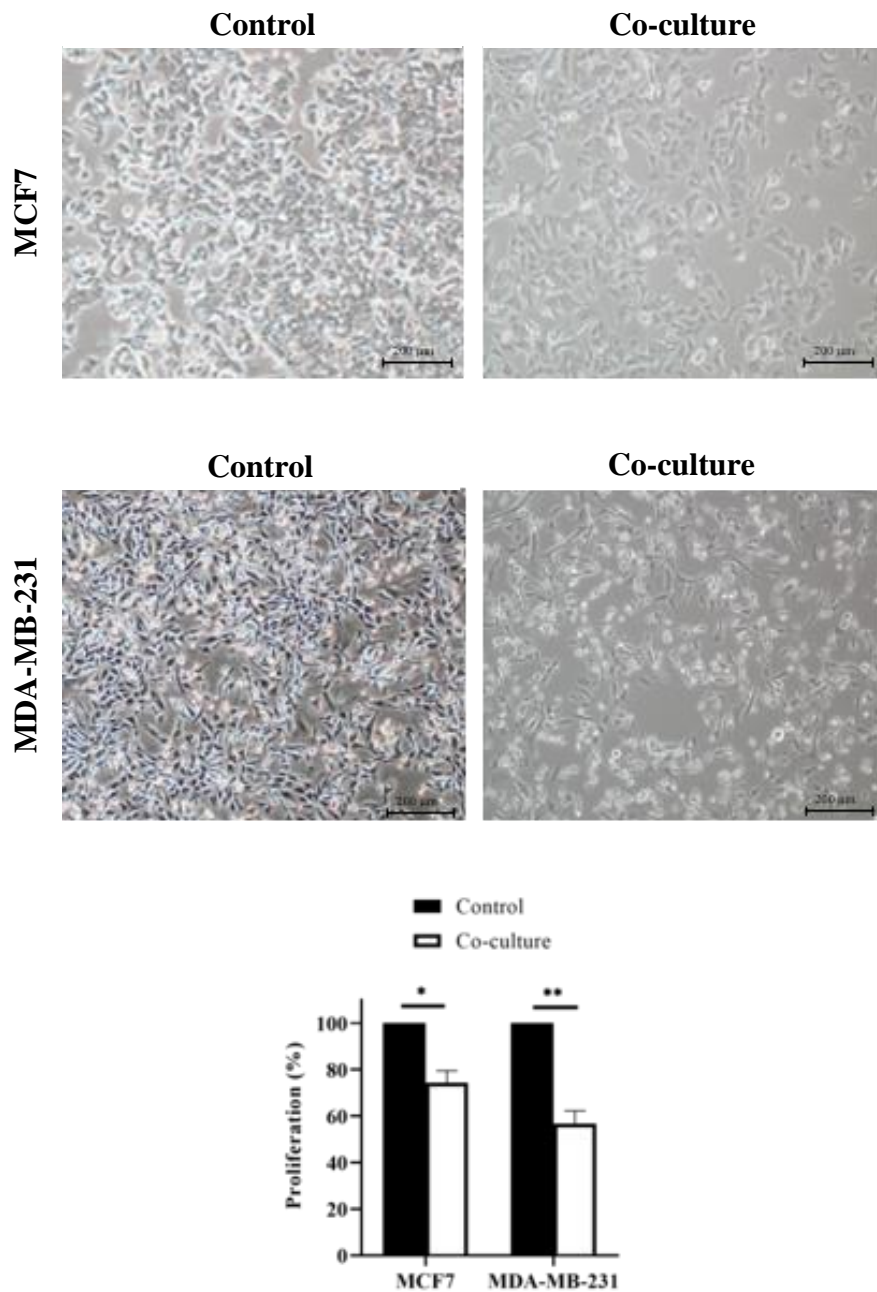 Control Co-culture
MCF7
200 µm 200 µm
Control Co-culture
MDA-MB-231
200 µm 200 µm
Control
Co-culture
* **
100
80
60
40
20
0
Proliferation (%)
MCF7 MDA-MB-231